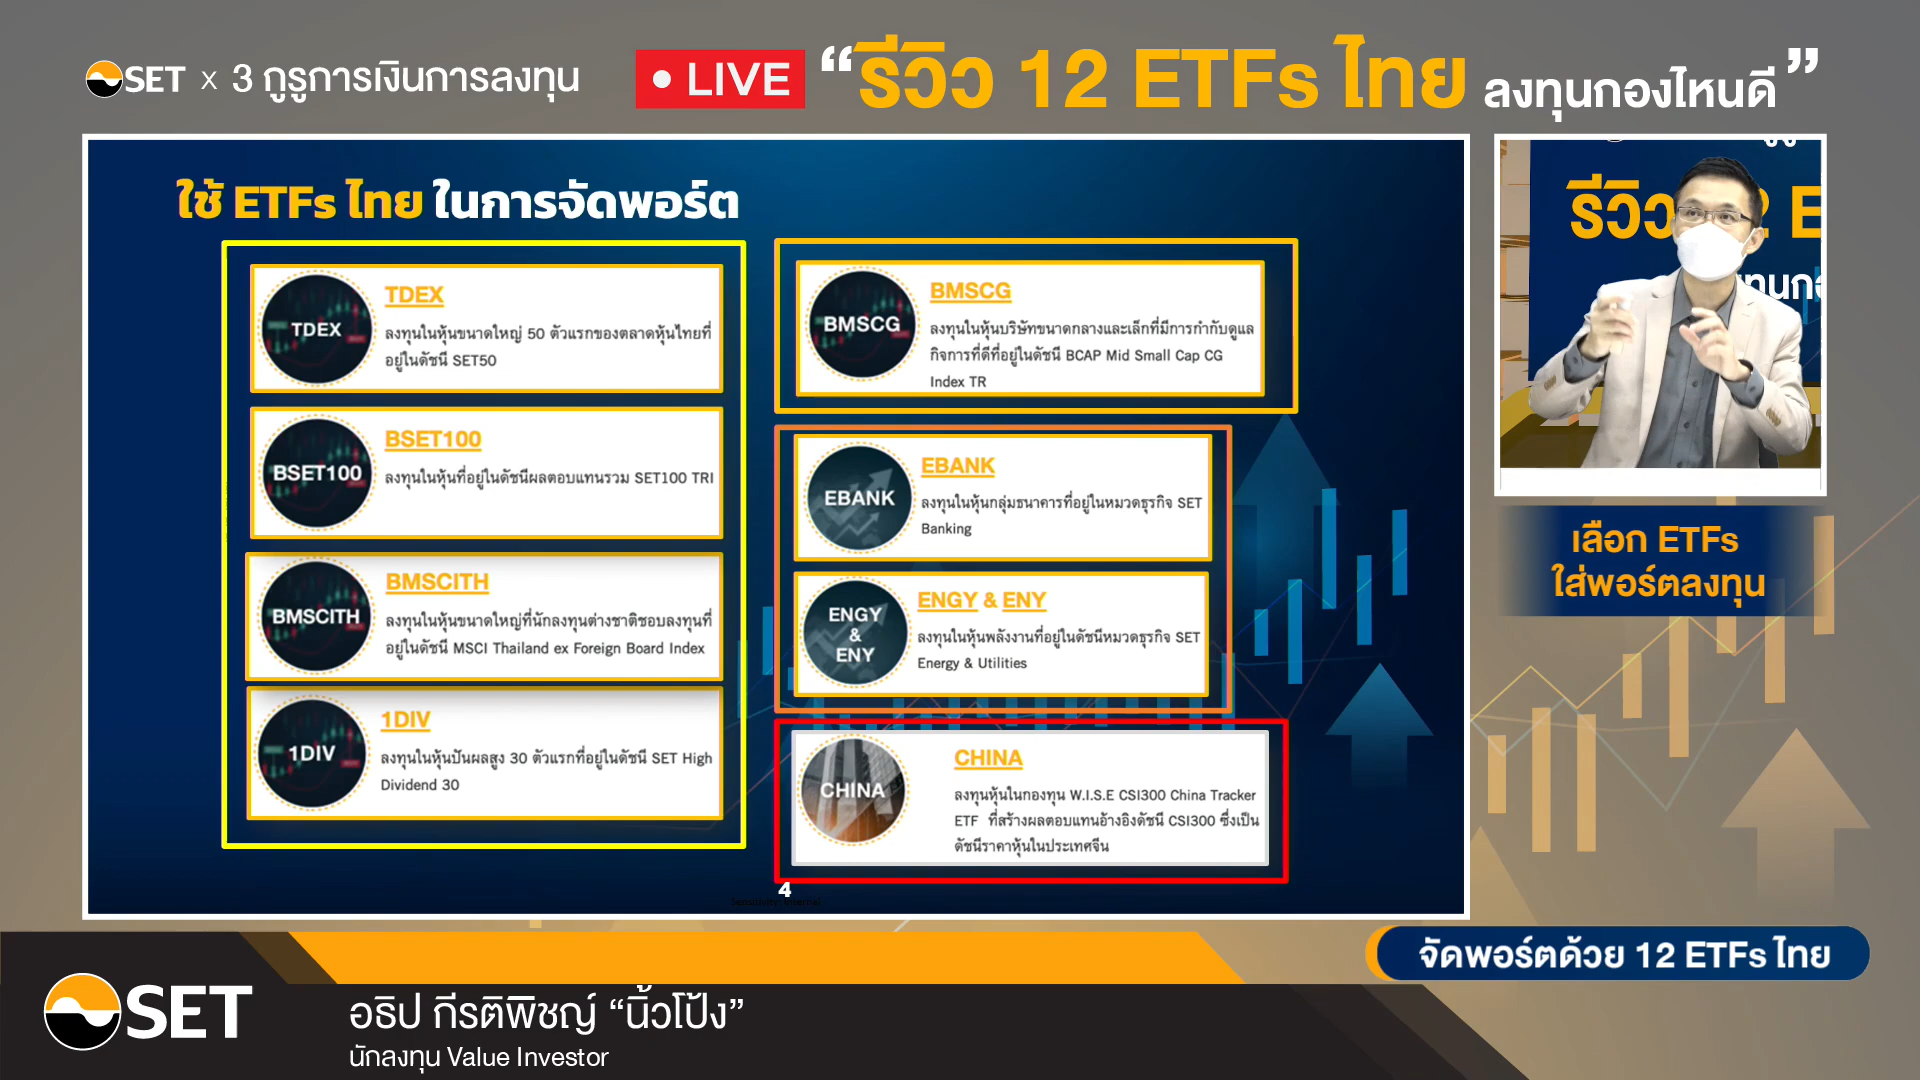 SET x 3 กูรูการเงินการลงทุน
LIVE
“รีวิว 12 ETFs ไทย ลงทุนกองไหนดี”
ใช้ ETFs ไทย ในการจัดพอร์ต
TDEX
TDEX
ลงทุนในหุ้นขนาดใหญ่ 50 ตัวแรกของตลาดหุ้นไทยที่
อยู่ในดัชนี SET50
BSET100
BSET100
ลงทุนในหุ้นที่อยู่ในดัชนีผลตอบแทนรวม SET100 TRI
BMSCITH
BMSCITH
ลงทุนในหุ้นขนาดใหญ่ที่นักลงทุนต่างชาติชอบลงทุนที่
อยู่ในดัชนี MSCI Thailand ex Foreign Board Index
1DIV
1DIV
ลงทุนในหุ้นปันผลสูง 30 ตัวแรกที่อยู่ในดัชนี SET High
Dividend 30
BMSCG
BMSCG
ลงทุนในหุ้นบริษัทขนาดกลางและเล็กที่มีการกำกับดูแล
กิจการที่ดีที่อยู่ในดัชนี BCAP Mid Small Cap CG
Index TR
EBANK
EBANK
ลงทุนในหุ้นกลุ่มธนาคารที่อยู่ในหมวดธุรกิจ SET
Banking
ENGY
&
ENY
ENGY & ENY
ลงทุนในหุ้นพลังงานที่อยู่ในดัชนีหมวดธุรกิจ SET
Energy & Utilities
CHINA
CHINA
ลงทุนหุ้นในกองทุน W.I.S.E CSI300 China Tracker
ETF ที่สร้างผลตอบแทนอ้างอิงดัชนี CSI300 ซึ่งเป็น
ดัชนีราคาหุ้นในประเทศจีน
4
รีวิว 2 E
เลือก ETFs
ใส่พอร์ตลงทุน
จัดพอร์ตด้วย 12 ETFs ไทย
SET
อธิป กีรติพิชญ์ “นิ้วโป้ง”
นักลงทุน Value Investor